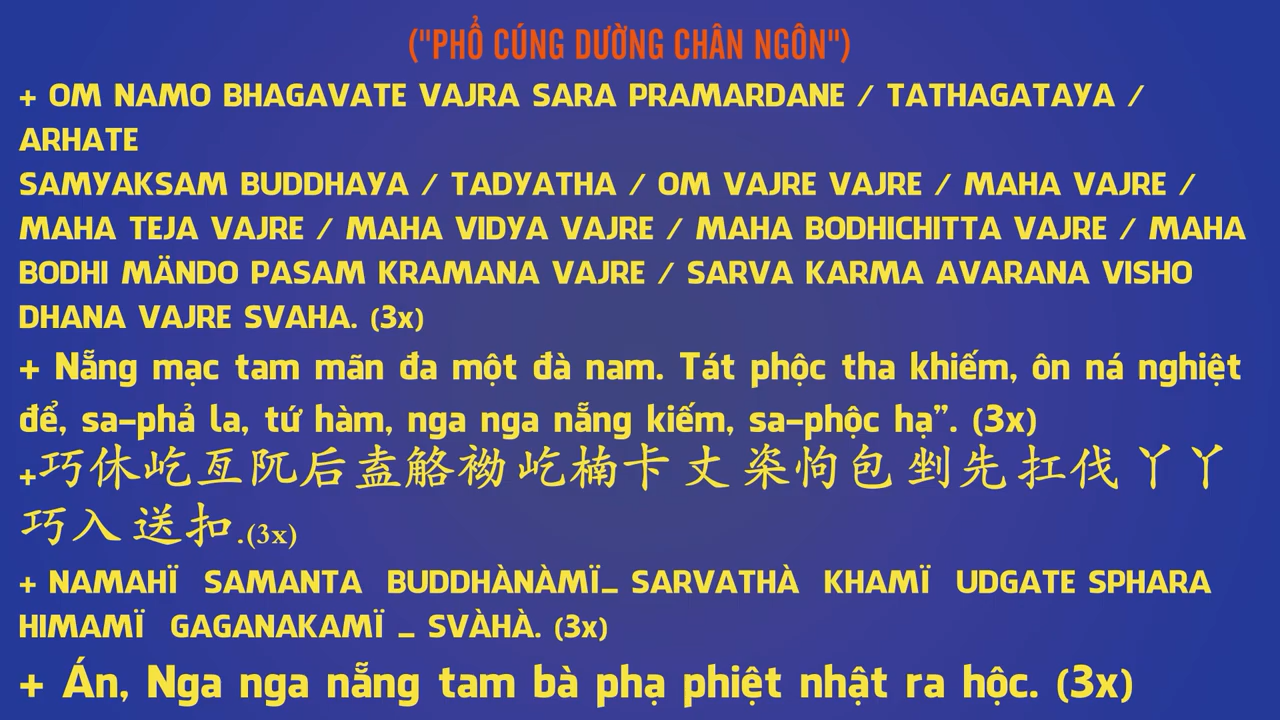 ("PHỔ CÚNG DƯỜNG CHÂN NGÔN")
+ OM NAMO BHAGAVATE VAJRA SARA PRAMARDANE / TATHAGATAYA /
ARHATE
SAMYAKSAM BUDDHAYA / TADYATHA / OM VAJRE VAJRE / MAHA VAJRE /
MAHA TEJA VAJRE / MAHA VIDYA VAJRE / MAHA BODHICHITTA VAJRE / MAHA
BODHI MÄNDO PASAM KRAMANA VAJRE / SARVA KARMA AVARANA VISHO
DHANA VAJRE SVAHA. (3x)
+ Nẵng mạc tam mãn đa một đà nam. Tát phộc tha khiếm, ôn ná nghiệt
để, sa-phả la, tứ hàm, nga nga nẵng kiếm, sa-phộc hạ”. (3x)
+巧休屹亙阢后盍觡袎 屹楠卡 丈 粢怐包 剉先 扛伐 丫丫
巧入 送扣.(3x)
+ NAMAHÏ SAMANTA BUDDHÀNÀMÏ_ SARVATHÀ KHAMÏ UDGATE SPHARA
HIMAMÏ GAGANAKAMÏ _ SVÀHÀ. (3x)
+ Án, Nga nga nẵng tam bà phạ phiệt nhật ra hộc. (3x)